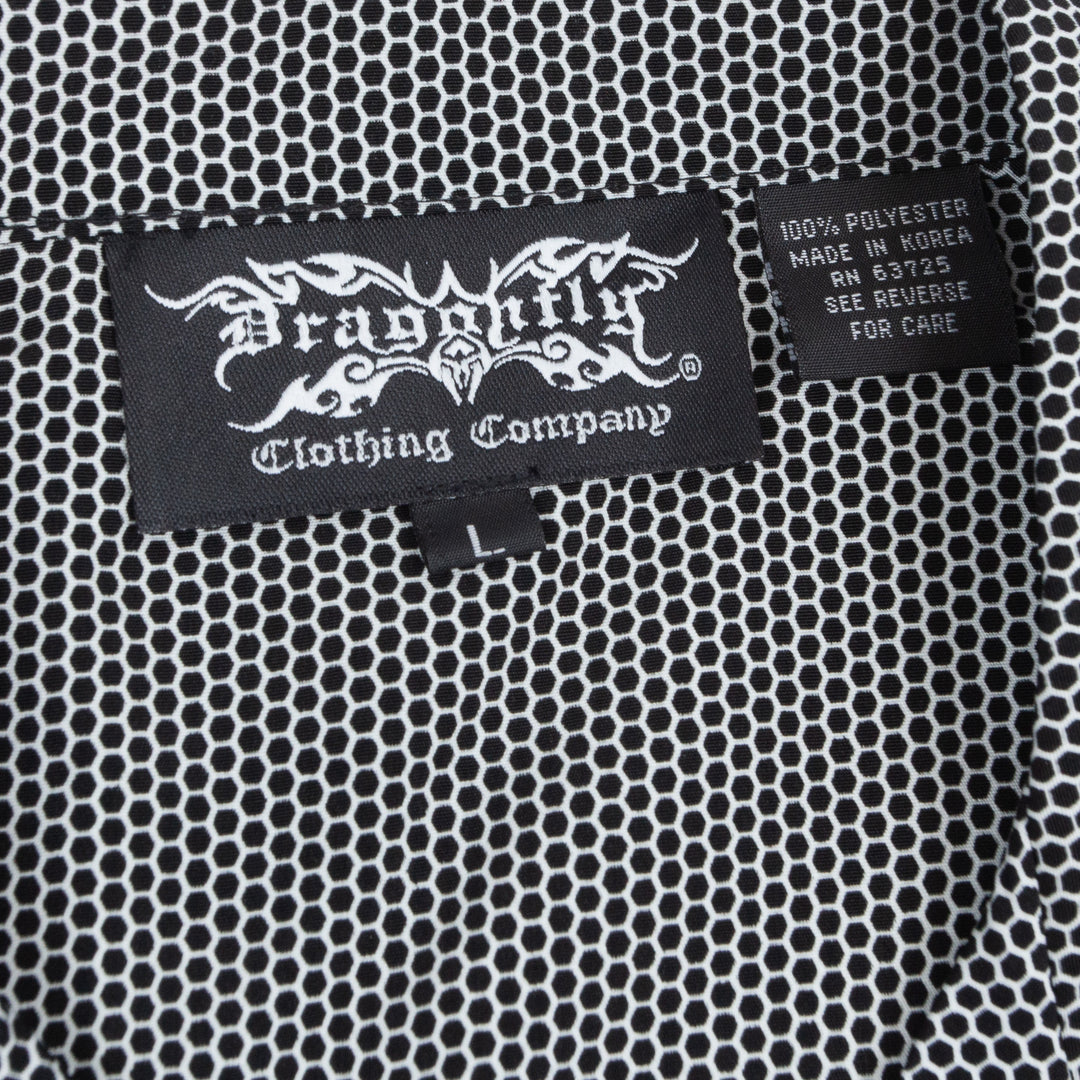 Dragonfly ®
Clothing Company
L
100% POLYESTER
MADE IN KOREA
RN 63725
SEE REVERSE
FOR CARE